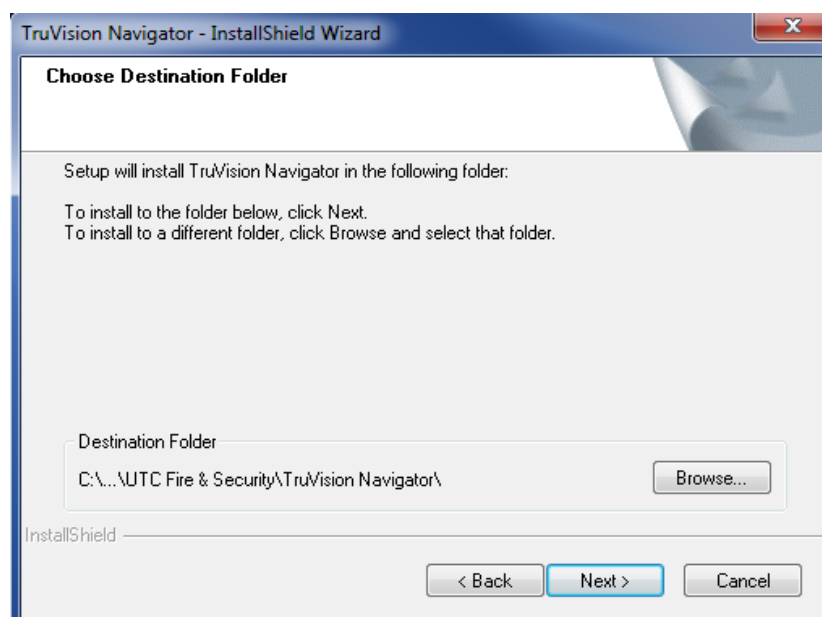 TruVision Navigator - InstallShield Wizard
X
Choose Destination Folder
Setup will install TruVision Navigator in the following folder:
To install to the folder below, click Next.
To install to a different folder, click Browse and select that folder.
Destination Folder
C:\...\UTC Fire & Security\TruVision Navigator\
Browse...
InstallShield
< Back
Next >
Cancel